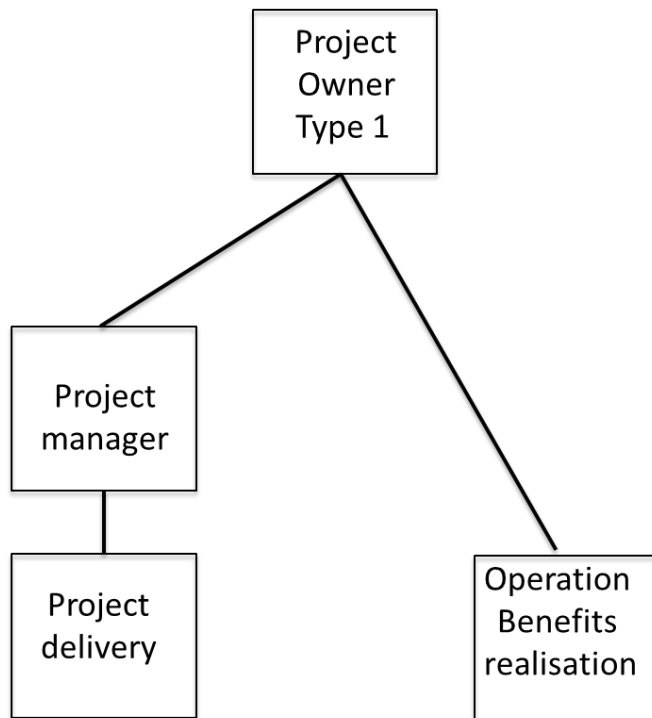 Project
Owner
Type 1
Project
manager
Project
delivery
Operation
Benefits
realisation